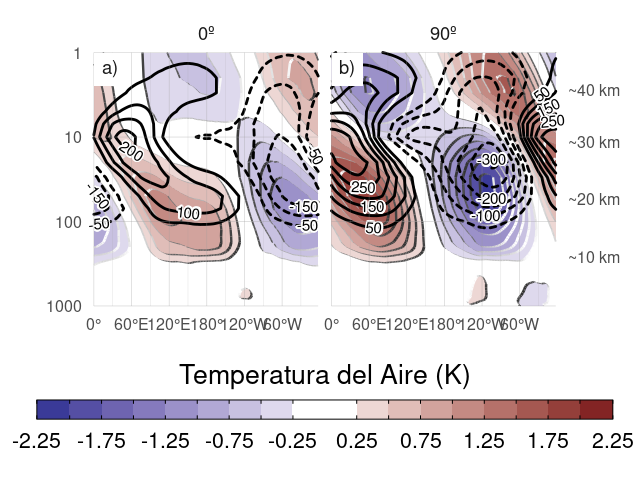 0º 90º
1 a) b)
50
~40 km
50
250
10 200 -50 -300 ~30 km
-150 250 -200 ~20 km
100 -150 150 -100
100 -50 -50 50
~10 km
1000
0° 60°E 120°E 180° 120°W 60°W 0° 60°E 120°E 180° 120°W 60°W
Temperatura del Aire (K)
-2.25 -1.75 -1.25 -0.75 -0.25 0.25 0.75 1.25 1.75 2.25